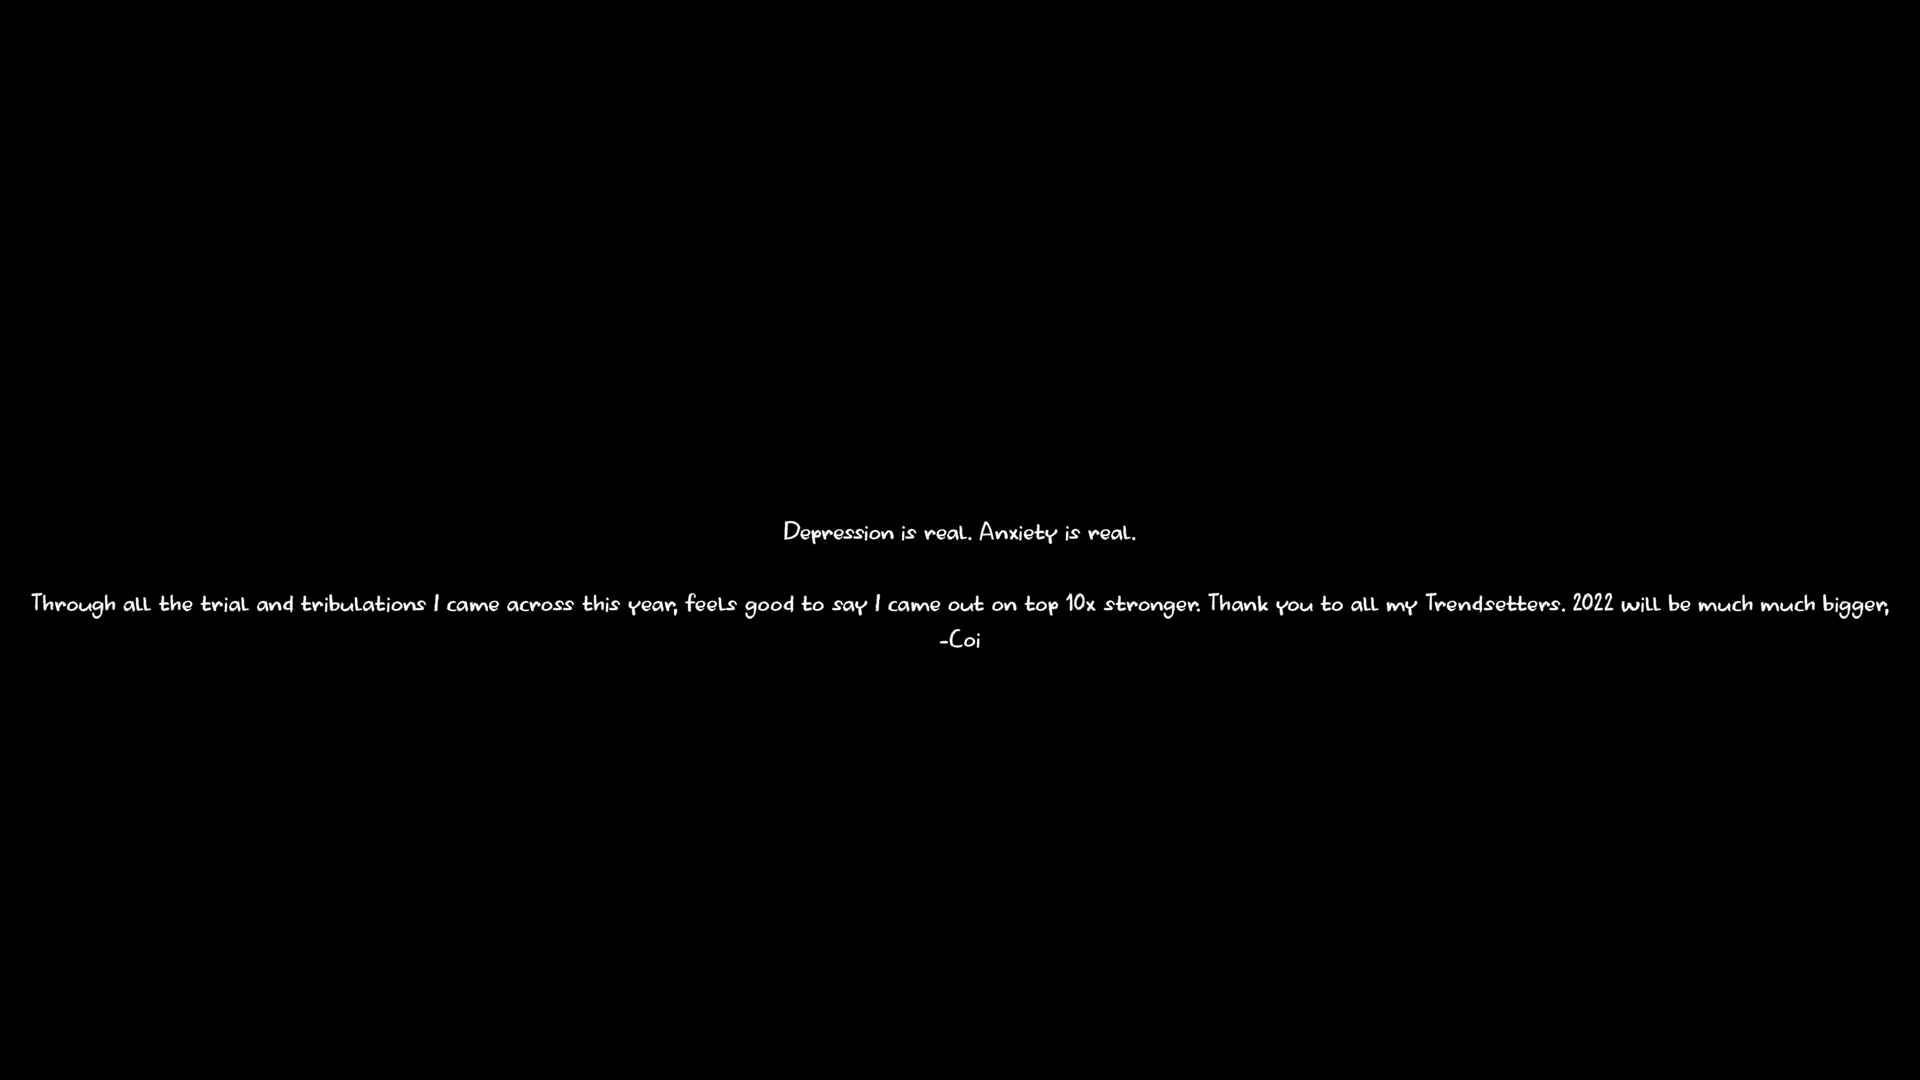 Depression is real. Anxiety is real.
Through all the trial and tribulations I came across this year, feels good to say I came out on top 10x stronger. Thank you to all my Trendsetters. 2022 will be much much bigger,
-Coi